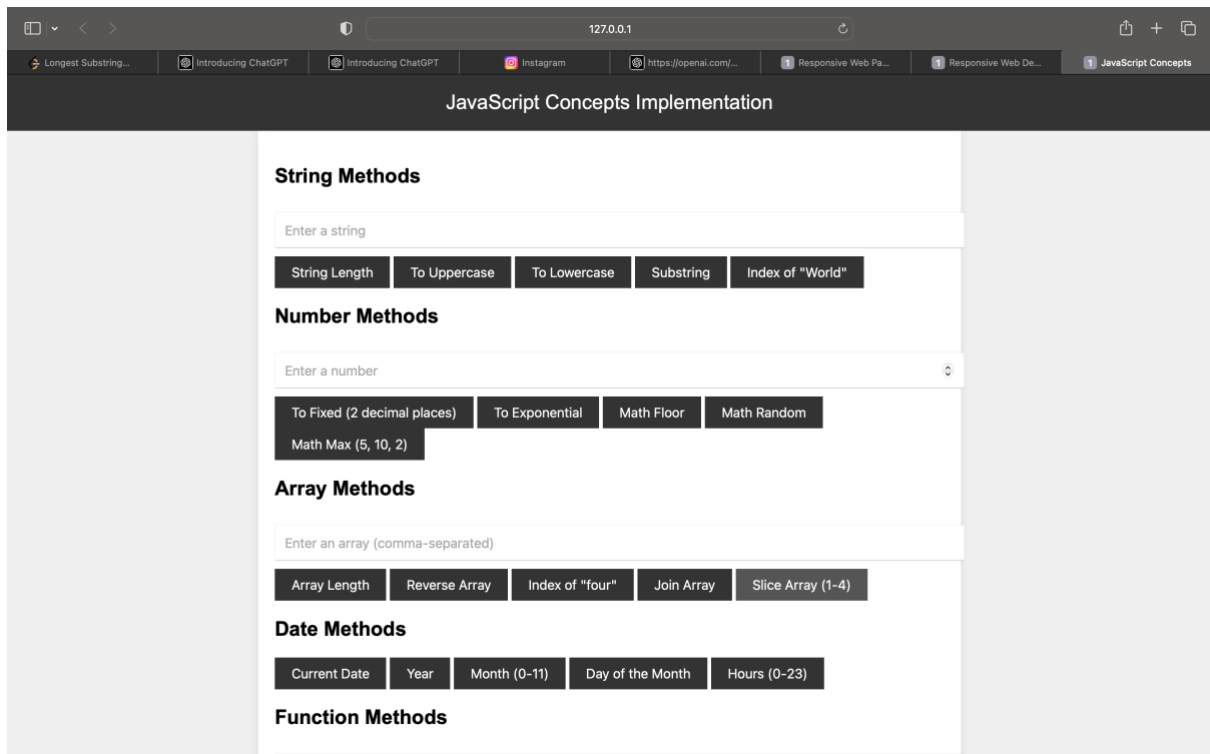 127.0.0.1
Longest Substring...
Introducing ChatGPT
Introducing ChatGPT
Instagram
https://openai.com/...
1 Responsive Web Pa...
1 Responsive Web De...
1 JavaScript Concepts
JavaScript Concepts Implementation
String Methods
Enter a string
String Length To Uppercase To Lowercase Substring Index of "World"
Number Methods
Enter a number
To Fixed (2 decimal places) To Exponential Math Floor Math Random
Math Max (5, 10, 2)
Array Methods
Enter an array (comma-separated)
Array Length Reverse Array Index of "four" Join Array Slice Array (1-4)
Date Methods
Current Date Year Month (0-11) Day of the Month Hours (0-23)
Function Methods